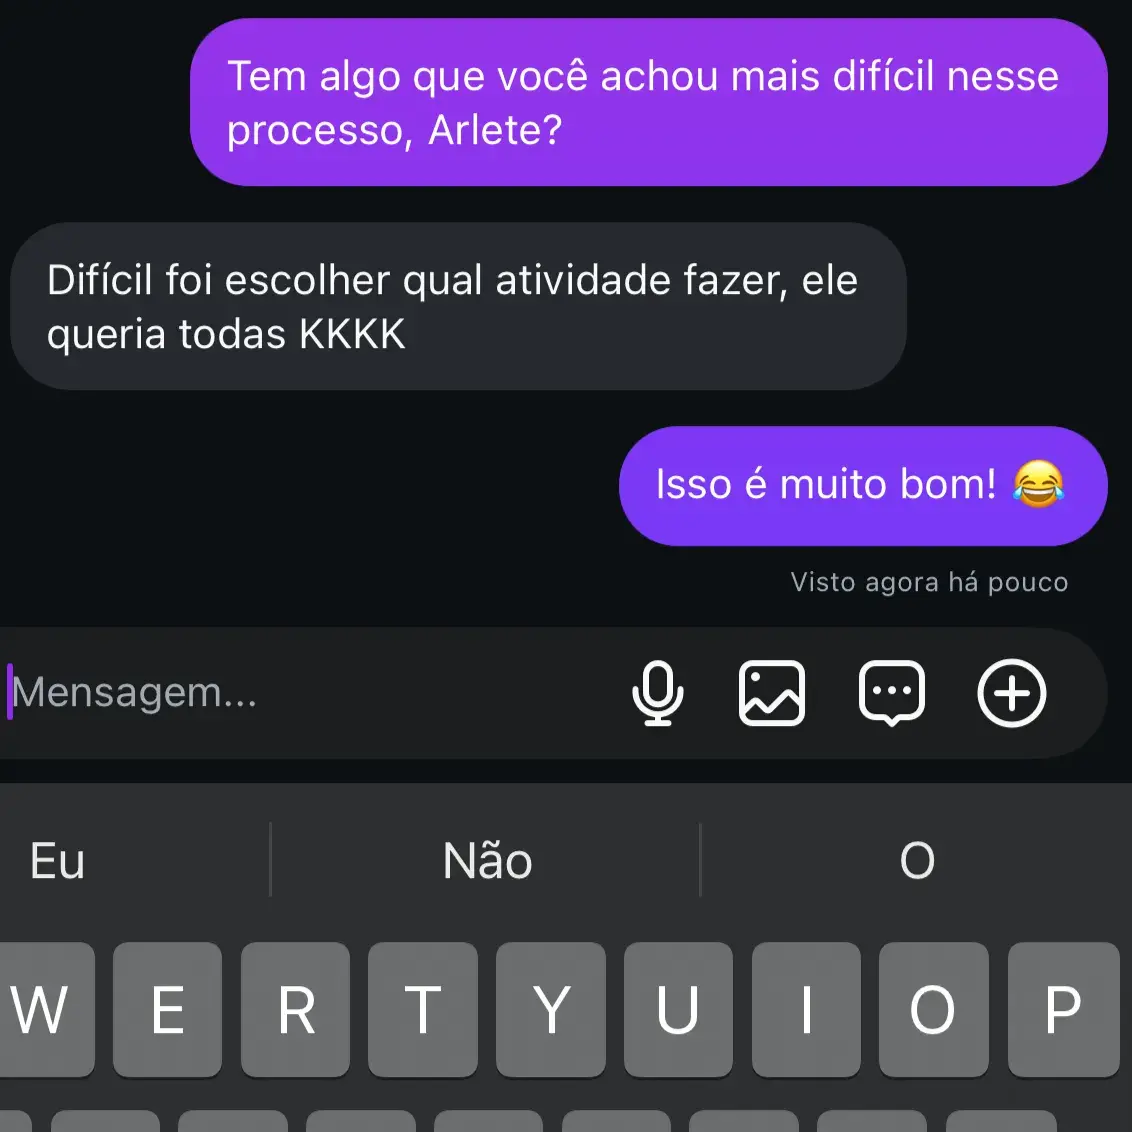 Tem algo que você achou mais difícil nesse
processo, Arlete?
Difícil foi escolher qual atividade fazer, ele
queria todas KKKK
Isso é muito bom! 😂
Visto agora há pouco
Mensagem...
Eu Não O
W E R T Y U I O P